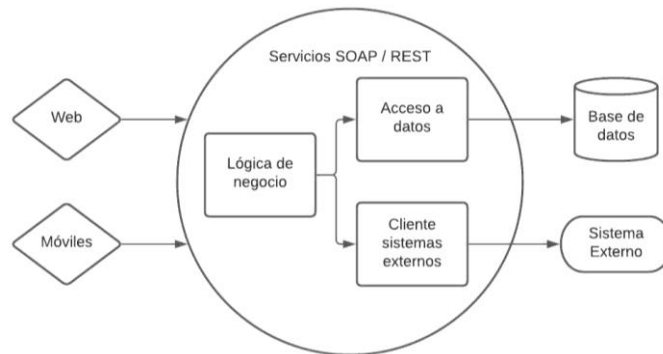 Servicios SOAP / REST
Web
Acceso a
datos
Base de
datos
Lógica de
negocio
Móviles
Cliente
sistemas
externos
Sistema
Externo